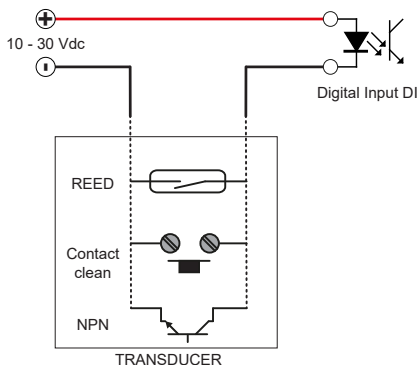 10 - 30 Vdc
Digital Input DI
REED
Contact
clean
NPN
TRANSDUCER